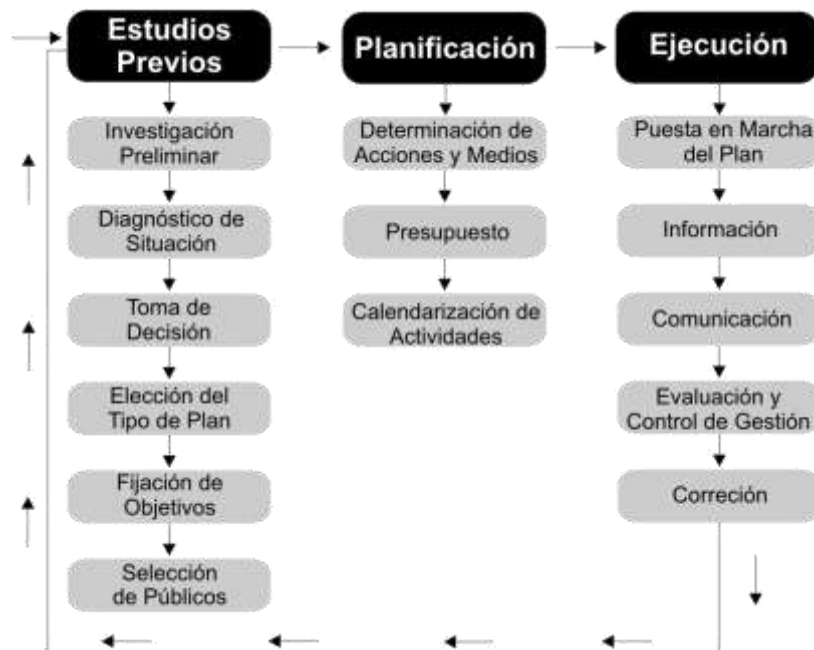 Estudios
Previos
Investigación
Preliminar
Diagnóstico de
Situación
Toma de
Decisión
Elección del
Tipo de Plan
Fijación de
Objetivos
Selección
de Públicos
Planificación
Determinación de
Acciones y Medios
Presupuesto
Calendarización de
Actividades
Ejecución
Puesta en Marcha
del Plan
Información
Comunicación
Evaluación y
Control de Gestión
Correción